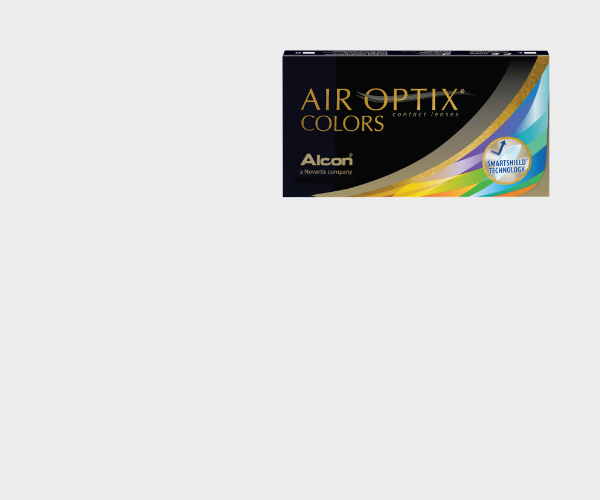 AIR OPTIX®
COLORS
contact lenses
Alcon®
a Novartis company
SMARTSHIELD®
TECHNOLOGY